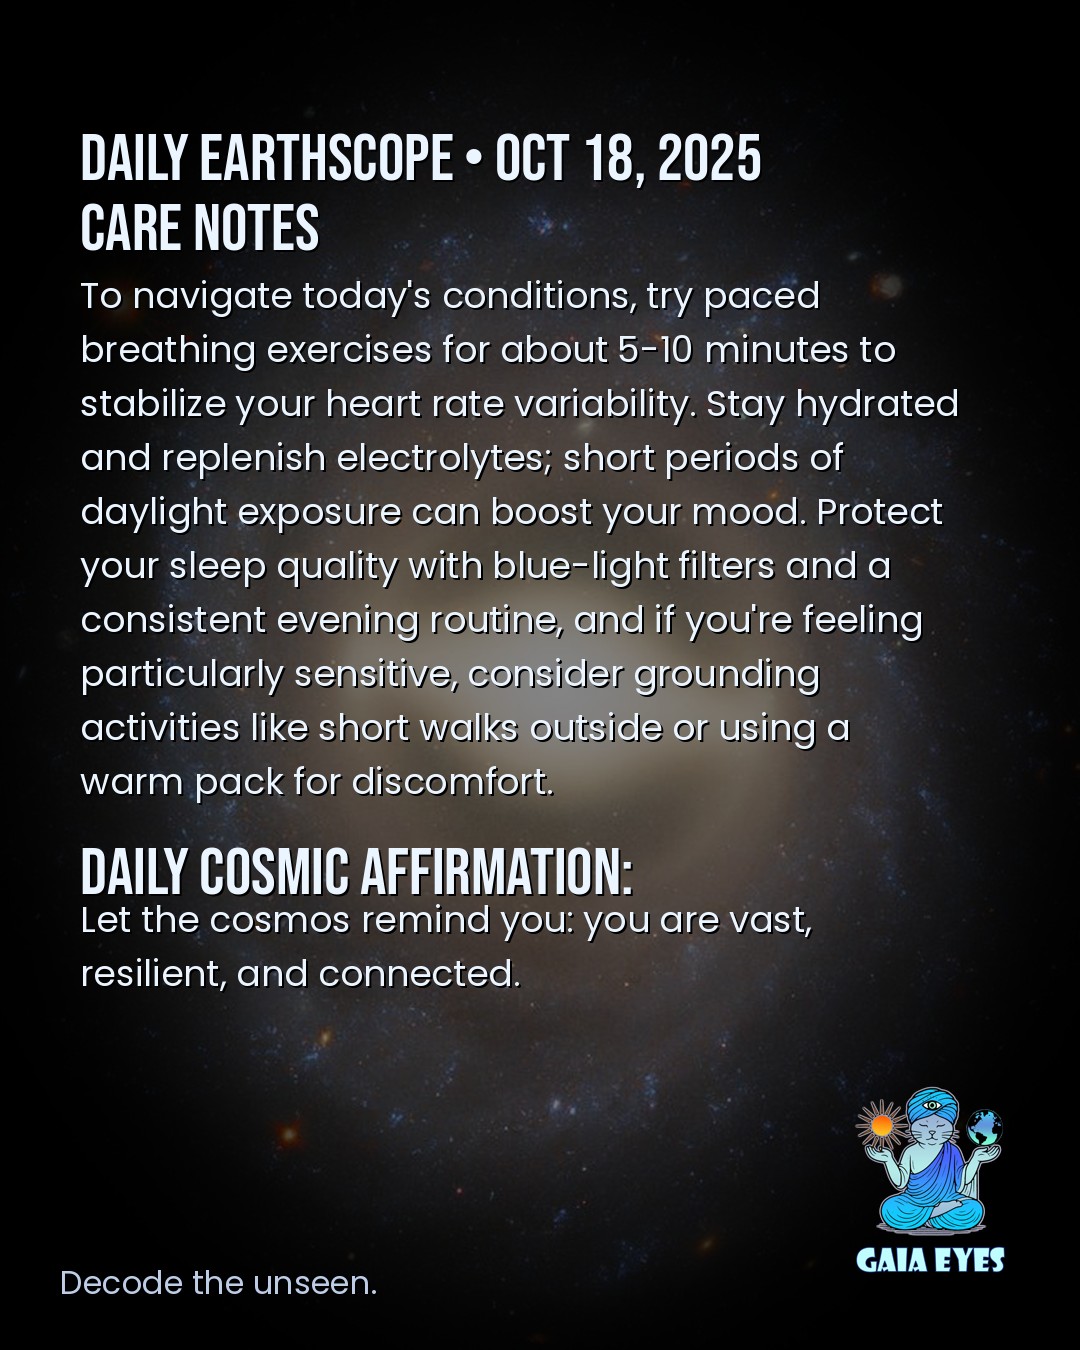 DAILY EARTHSCOPE • OCT 18, 2025
CARE NOTES
To navigate today's conditions, try paced
breathing exercises for about 5-10 minutes to
stabilize your heart rate variability. Stay hydrated
and replenish electrolytes; short periods of
daylight exposure can boost your mood. Protect
your sleep quality with blue-light filters and a
consistent evening routine, and if you're feeling
particularly sensitive, consider grounding
activities like short walks outside or using a
warm pack for discomfort.
DAILY COSMIC AFFIRMATION:
Let the cosmos remind you: you are vast,
resilient, and connected.
GAIA EYES
Decode the unseen.